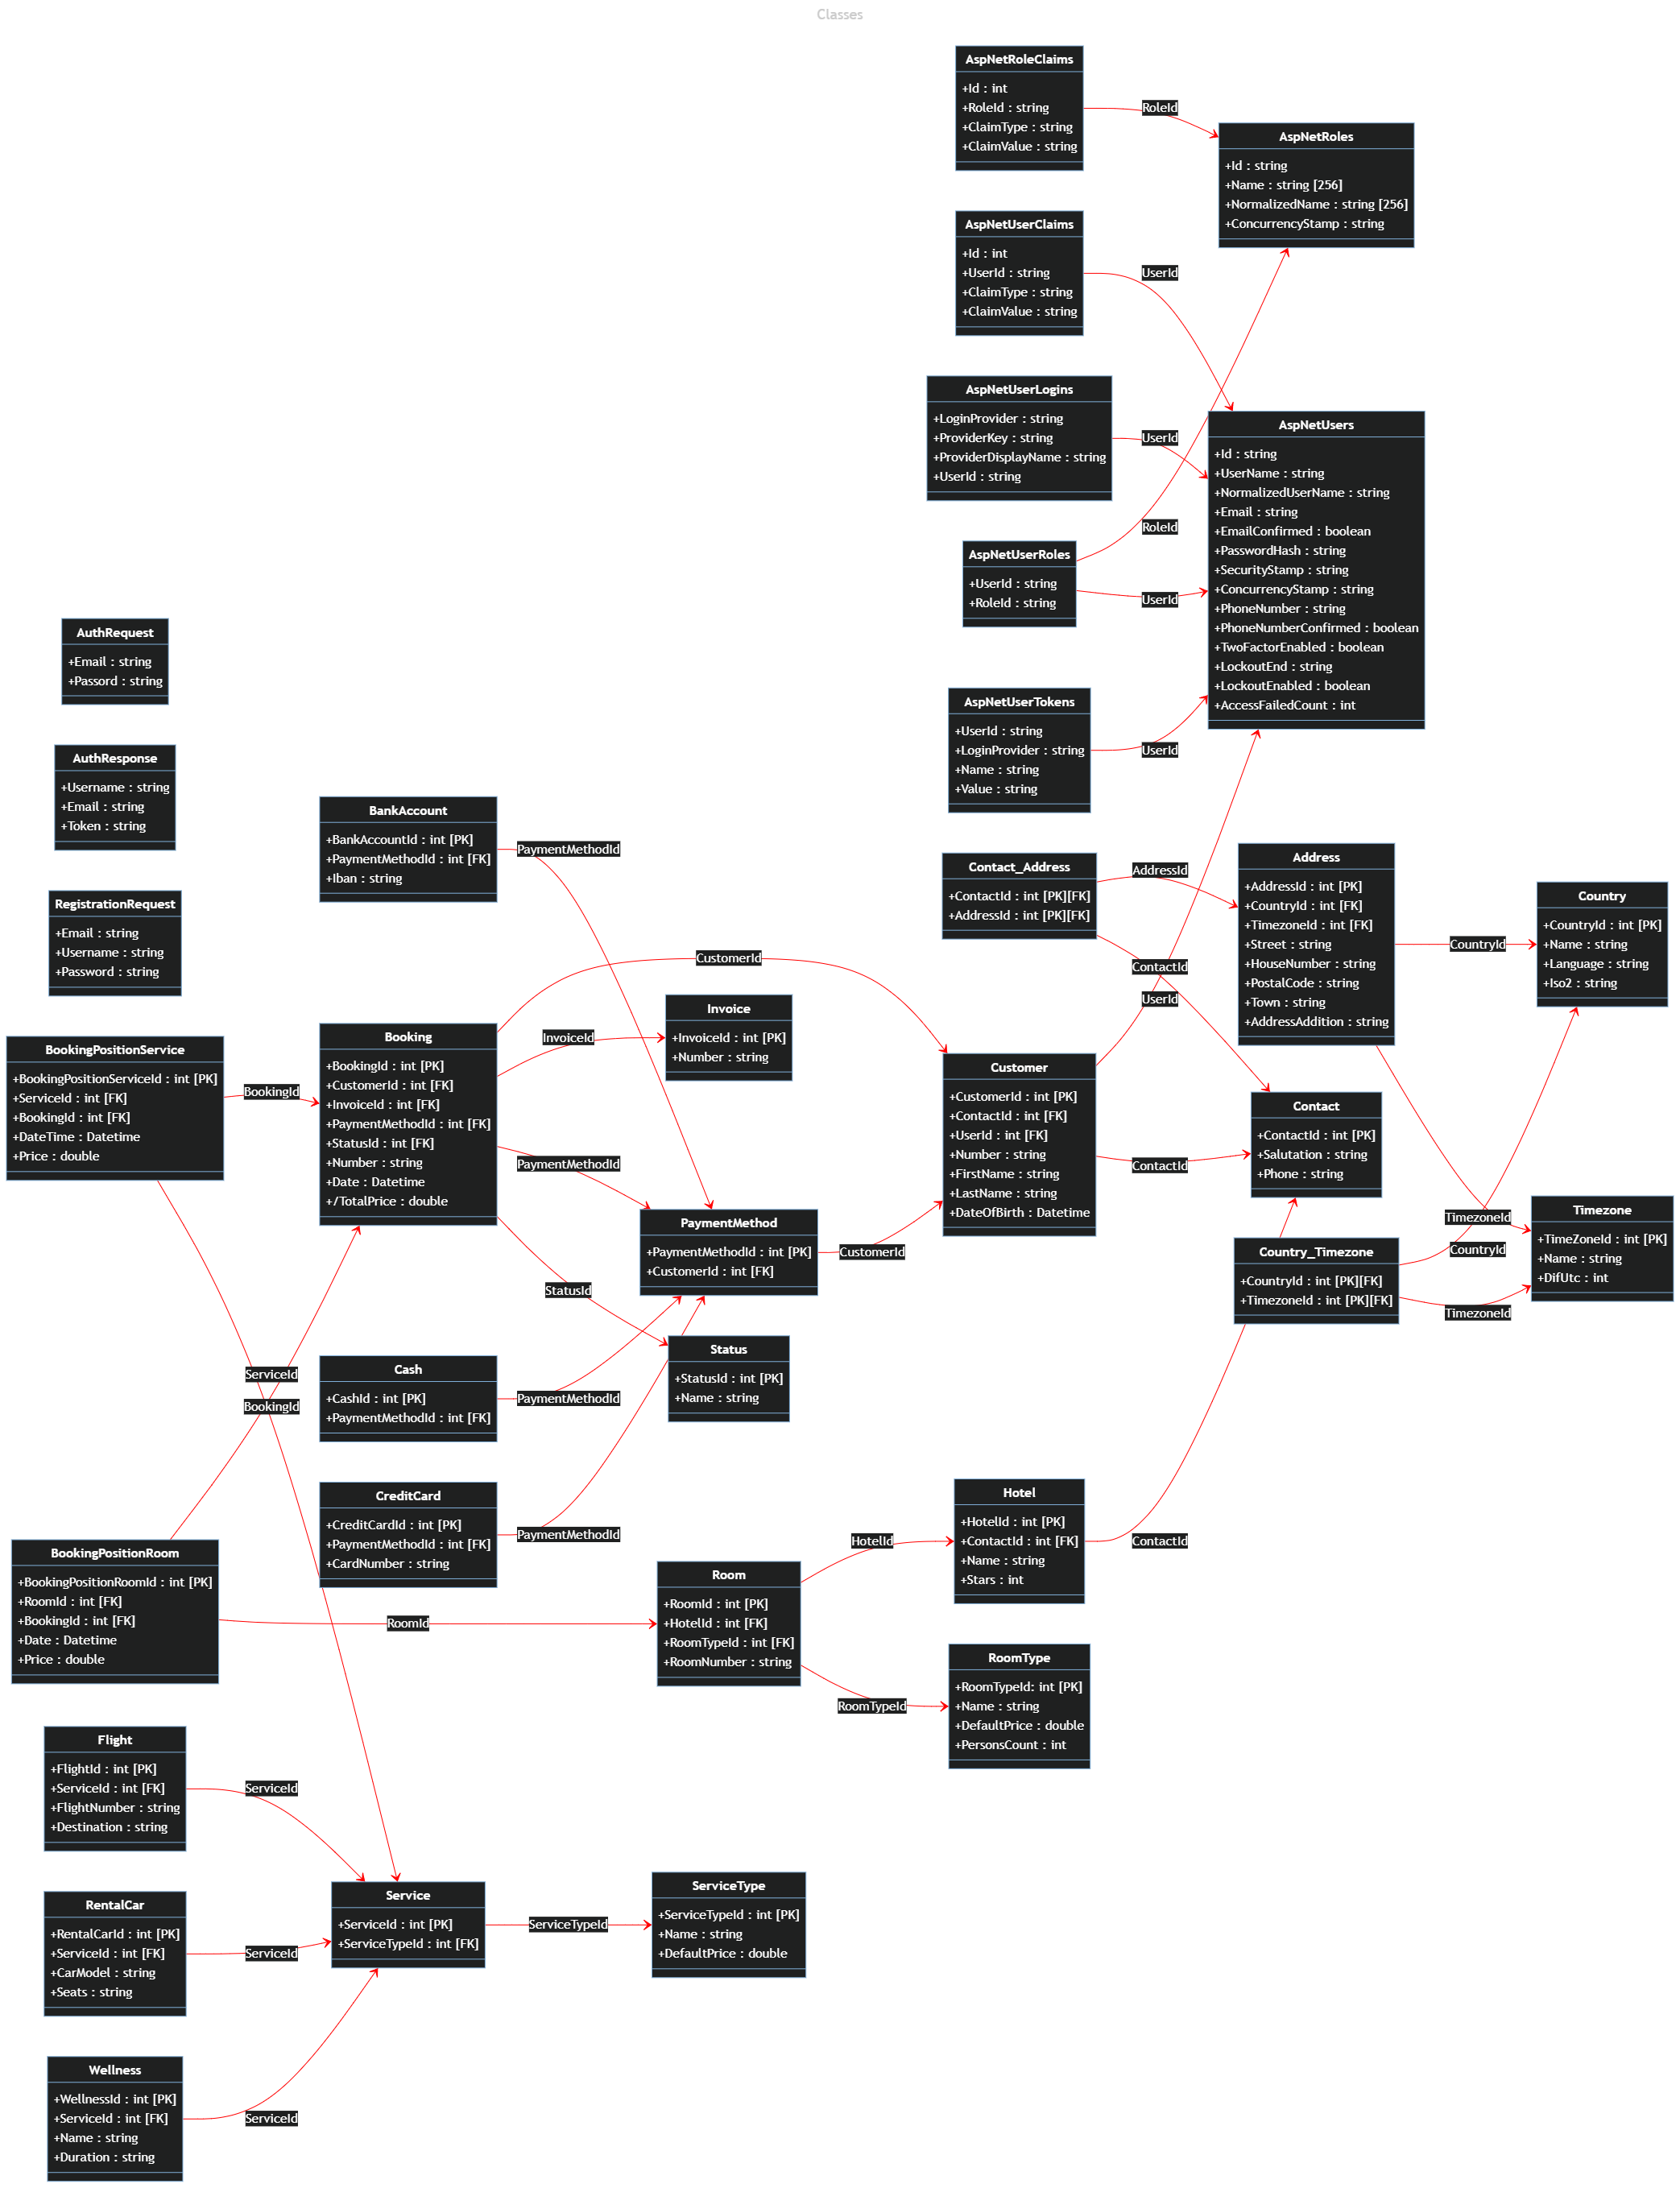 Classes
AspNetRoleClaims
+Id : int
+RoleId : string
+ClaimType : string
+ClaimValue : string
RoleId
AspNetRoles
+Id : string
+Name : string [256]
+NormalizedName : string [256]
+ConcurrencyStamp : string
AspNetUserClaims
+Id : int
+UserId : string
+ClaimType : string
+ClaimValue : string
UserId
AspNetUserLogins
+LoginProvider : string
+ProviderKey : string
+ProviderDisplayName : string
+UserId : string
UserId
AspNetUsers
+Id : string
+UserName : string
+NormalizedUserName : string
+Email : string
+EmailConfirmed : boolean
+PasswordHash : string
+SecurityStamp : string
+ConcurrencyStamp : string
+PhoneNumber : string
+PhoneNumberConfirmed : boolean
+TwoFactorEnabled : boolean
+LockoutEnd : string
+LockoutEnabled : boolean
+AccessFailedCount : int
RoleId
AspNetUserRoles
+UserId : string
+RoleId : string
UserId
AuthRequest
+Email : string
+Passord : string
AspNetUserTokens
+UserId : string
+LoginProvider : string
+Name : string
+Value : string
UserId
AuthResponse
+Username : string
+Email : string
+Token : string
BankAccount
+BankAccountId : int [PK]
+PaymentMethodId : int [FK]
+Iban : string
PaymentMethodId
Contact_Address
+ContactId : int [PK][FK]
+AddressId : int [PK][FK]
AddressId
ContactId
UserId
Address
+AddressId : int [PK]
+CountryId : int [FK]
+TimezoneId : int [FK]
+Street : string
+HouseNumber : string
+PostalCode : string
+Town : string
+AddressAddition : string
CountryId
Country
+CountryId : int [PK]
+Name : string
+Language : string
+Iso2 : string
RegistrationRequest
+Email : string
+Username : string
+Password : string
CustomerId
BookingPositionService
+BookingPositionServiceId : int [PK]
+ServiceId : int [FK]
+BookingId : int [FK]
+DateTime : Datetime
+Price : double
BookingId
Booking
+BookingId : int [PK]
+CustomerId : int [FK]
+InvoiceId : int [FK]
+PaymentMethodId : int [FK]
+StatusId : int [FK]
+Number : string
+Date : Datetime
+/TotalPrice : double
InvoiceId
Invoice
+InvoiceId : int [PK]
+Number : string
PaymentMethodId
Customer
+CustomerId : int [PK]
+ContactId : int [FK]
+UserId : int [FK]
+Number : string
+FirstName : string
+LastName : string
+DateOfBirth : Datetime
ContactId
Contact
+ContactId : int [PK]
+Salutation : string
+Phone : string
PaymentMethod
+PaymentMethodId : int [PK]
+CustomerId : int [FK]
CustomerId
StatusId
Country_Timezone
+CountryId : int [PK][FK]
+TimezoneId : int [PK][FK]
TimezoneId
CountryId
TimezoneId
Timezone
+TimeZoneId : int [PK]
+Name : string
+DifUtc : int
Status
+StatusId : int [PK]
+Name : string
ServiceId
BookingId
Cash
+CashId : int [PK]
+PaymentMethodId : int [FK]
PaymentMethodId
CreditCard
+CreditCardId : int [PK]
+PaymentMethodId : int [FK]
+CardNumber : string
PaymentMethodId
Hotel
+HotelId : int [PK]
+ContactId : int [FK]
+Name : string
+Stars : int
ContactId
HotelId
BookingPositionRoom
+BookingPositionRoomId : int [PK]
+RoomId : int [FK]
+BookingId : int [FK]
+Date : Datetime
+Price : double
RoomId
Room
+RoomId : int [PK]
+HotelId : int [FK]
+RoomTypeId : int [FK]
+RoomNumber : string
RoomTypeId
RoomType
+RoomTypeId: int [PK]
+Name : string
+DefaultPrice : double
+PersonsCount : int
Flight
+FlightId : int [PK]
+ServiceId : int [FK]
+FlightNumber : string
+Destination : string
ServiceId
RentalCar
+RentalCarId : int [PK]
+ServiceId : int [FK]
+CarModel : string
+Seats : string
ServiceId
Service
+ServiceId : int [PK]
+ServiceTypeId : int [FK]
ServiceTypeId
ServiceType
+ServiceTypeId : int [PK]
+Name : string
+DefaultPrice : double
Wellness
+WellnessId : int [PK]
+ServiceId : int [FK]
+Name : string
+Duration : string
ServiceId